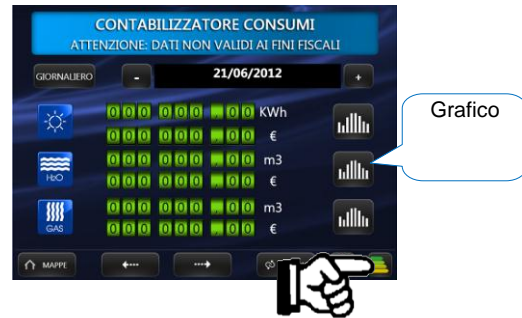 CONTABILIZZATORE CONSUMI
ATTENZIONE: DATI NON VALIDI AI FINI FISCALI
GIORNALIERO - 21/06/2012 +
000 000 .00 KWh
000 000 .00 €
H2O 000 000 .00 m3
000 000 .00 €
000 000 .00 m3
GAS 000 000 .00 €
MAPPE
Grafico